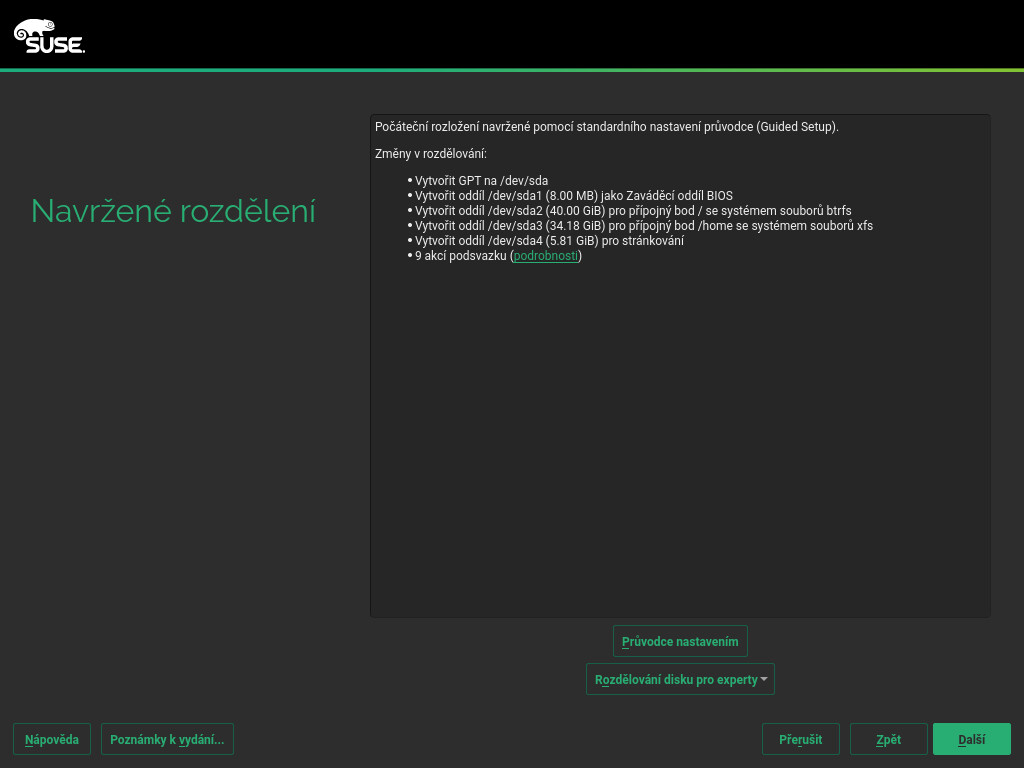 SUSE.
Počáteční rozložení navržené pomocí standardního nastavení průvodce (Guided Setup).
Změny v rozdělování:
• Vytvořit GPT na /dev/sda
• Vytvořit oddíl /dev/sda1 (8.00 MB) jako Zaváděcí oddíl BIOS
• Vytvořit oddíl /dev/sda2 (40.00 GiB) pro přípojný bod / se systémem souborů btrfs
• Vytvořit oddíl /dev/sda3 (34.18 GiB) pro přípojný bod /home se systémem souborů xfs
• Vytvořit oddíl /dev/sda4 (5.81 GiB) pro stránkování
• 9 akcí podsvazku (podrobnosti)
Navržené rozdělení
Průvodce nastavením
Rozdělování disku pro experty
Nápověda
Poznámky k vydání...
Přerušit
Zpět
Další